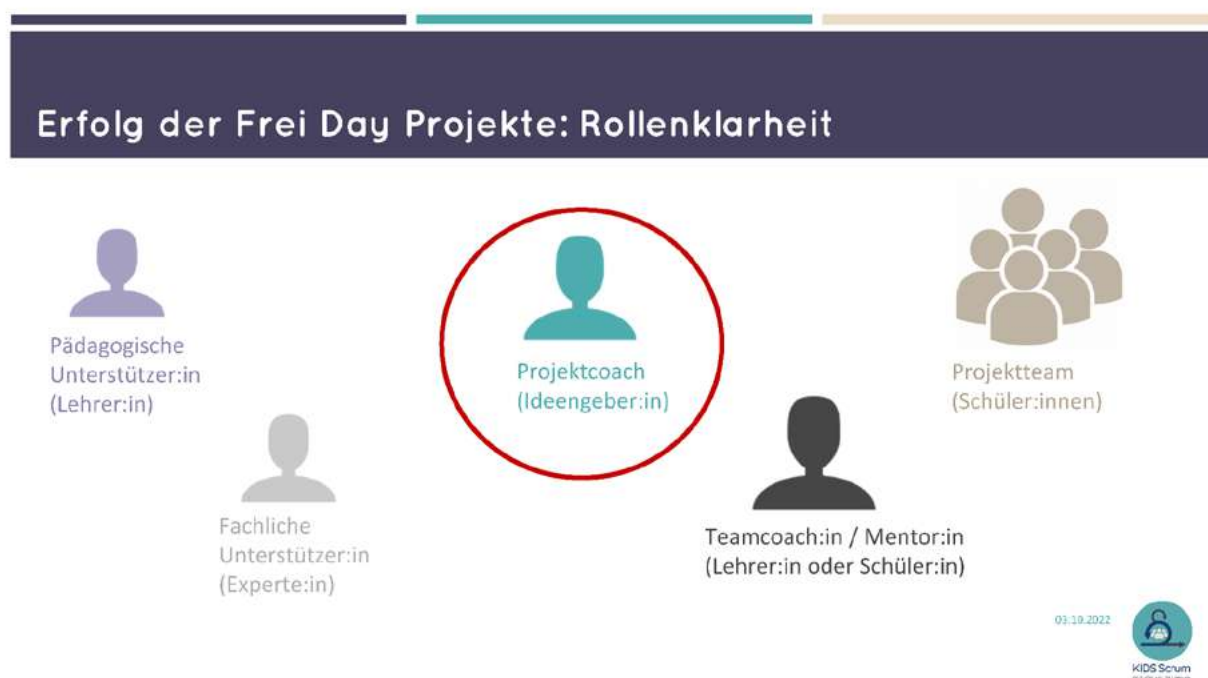 Erfolg der Frei Day Projekte: Rollenklarheit
Pädagogische
Unterstützer:in
(Lehrer:in)
Fachliche
Unterstützer:in
(Experte:in)
Projektcoach
(Ideengeber:in)
Teamcoach:in / Mentor:in
(Lehrer:in oder Schüler:in)
Projektteam
(Schüler:innen)
03.10.2022
KIDS Scrum